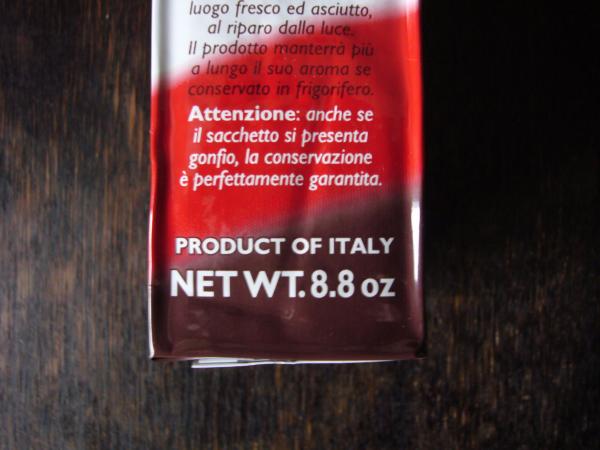 luogo fresco ed asciutto,
al riparo dalla luce.
Il prodotto manterrà più
a lungo il suo aroma se
conservato in frigorifero.
Attenzione: anche se
il sacchetto si presenta
gonfio, la conservazione
è perfettamente garantita.
PRODUCT OF ITALY
NET WT. 8.8 oz